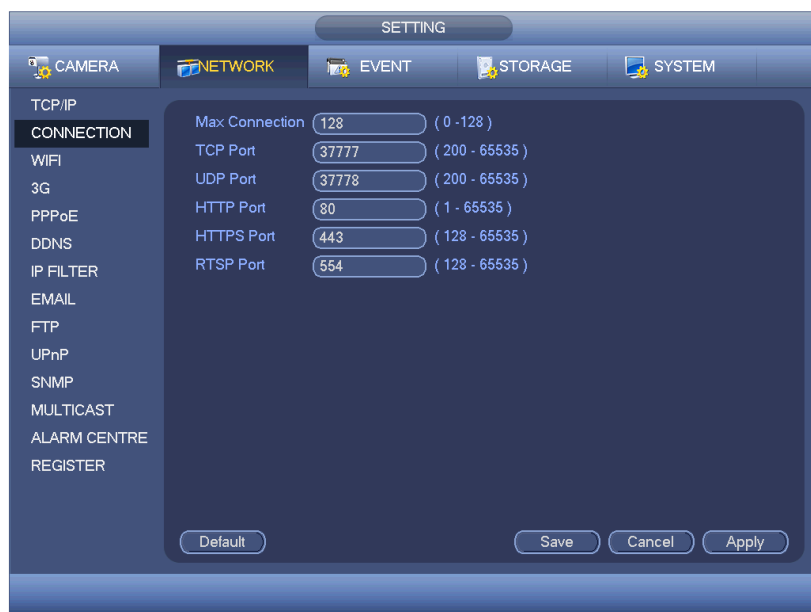 SETTING
CAMERA NETWORK EVENT STORAGE SYSTEM
TCP/IP
CONNECTION
WIFI
3G
PPPoE
DDNS
IP FILTER
EMAIL
FTP
UPnP
SNMP
MULTICAST
ALARM CENTRE
REGISTER
Max Connection 128 ( 0 -128 )
TCP Port 37777 ( 200 - 65535 )
UDP Port 37778 ( 200 - 65535 )
HTTP Port 80 ( 1 - 65535 )
HTTPS Port 443 ( 128 - 65535 )
RTSP Port 554 ( 128 - 65535 )
Default Save Cancel Apply